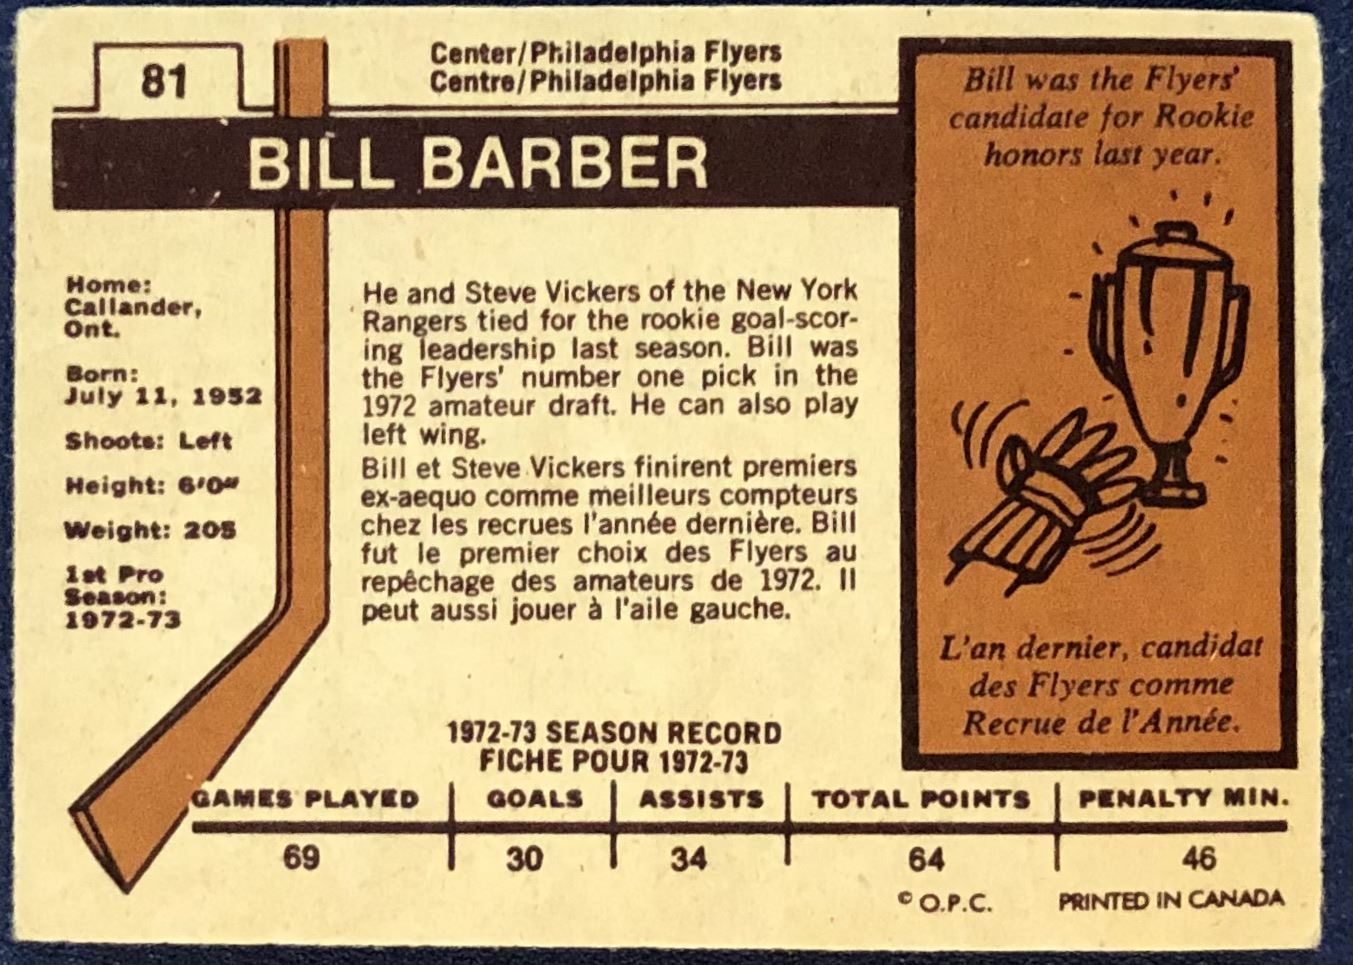 81
Center/Philadelphia Flyers
Centre/Philadelphia Flyers
BILL BARBER
Home:
Callander,
Ont.
Born:
July 11, 1952
Shoots: Left
Height: 6'0"
Weight: 205
1st Pro
Season:
1972-73
He and Steve Vickers of the New York
Rangers tied for the rookie goal-scor-
ing leadership last season. Bill was
the Flyers' number one pick in the
1972 amateur draft. He can also play
left wing.
Bill et Steve Vickers finirent premiers
ex-aequo comme meilleurs compteurs
chez les recrues l'année dernière. Bill
fut le premier choix des Flyers au
repêchage des amateurs de 1972. Il
peut aussi jouer à l'aile gauche.
Bill was the Flyers'
candidate for Rookie
honors last year.
L'an dernier, candidat
des Flyers comme
Recrue de l'Année.
1972-73 SEASON RECORD
FICHE POUR 1972-73
GAMES PLAYED GOALS ASSISTS TOTAL POINTS PENALTY MIN.
69 30 34 64 46
© O.P.C. PRINTED IN CANADA